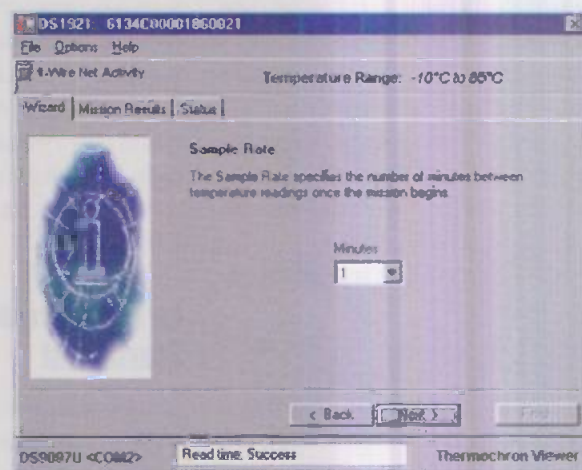 DS1921: 6134CD0001860021
File Options Help
1-Wire Net Activity
Temperature Range: -10°C to 85°C
Wizard Mission Results Status
Sample Rate
The Sample Rate specifies the number of minutes between
temperature readings once the mission begins.
Minutes
1
< Back Next >
DS9097U <COM2> Read time: Success Thermochron Viewer